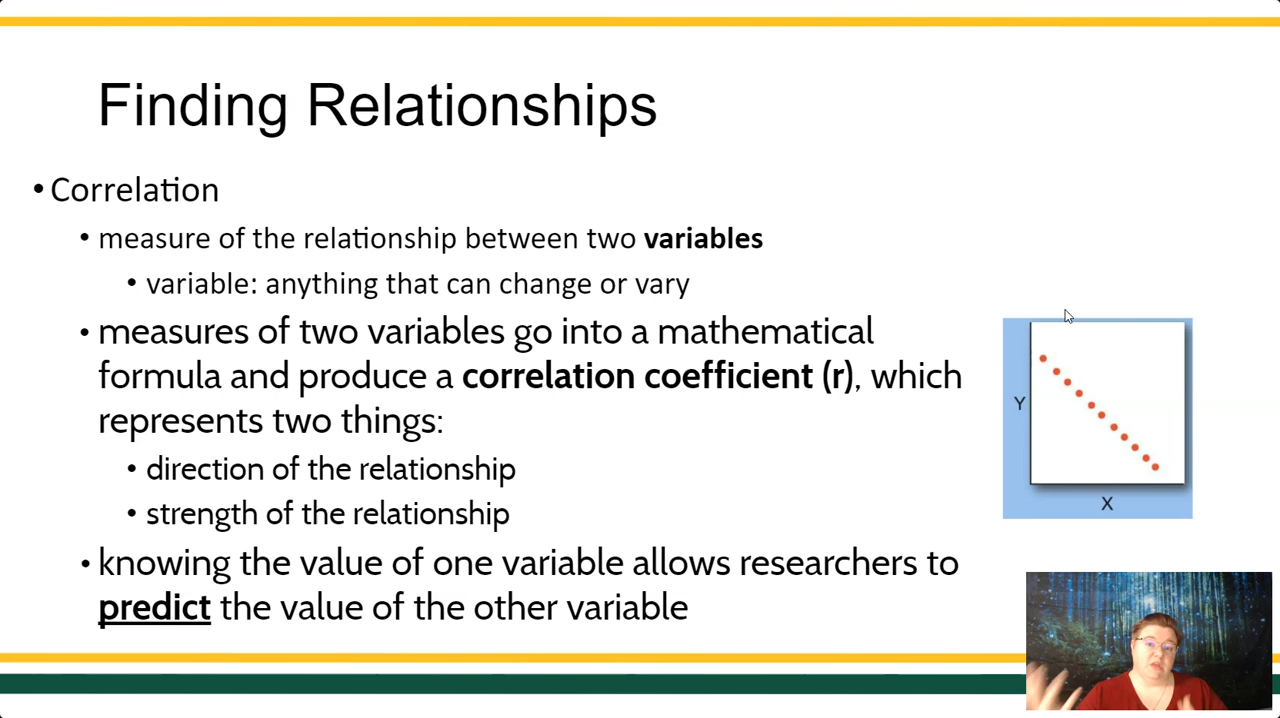 Finding Relationships
• Correlation
• measure of the relationship between two variables
• variable: anything that can change or vary
• measures of two variables go into a mathematical
formula and produce a correlation coefficient (r), which
represents two things:
• direction of the relationship
• strength of the relationship
• knowing the value of one variable allows researchers to
predict the value of the other variable
Y
X